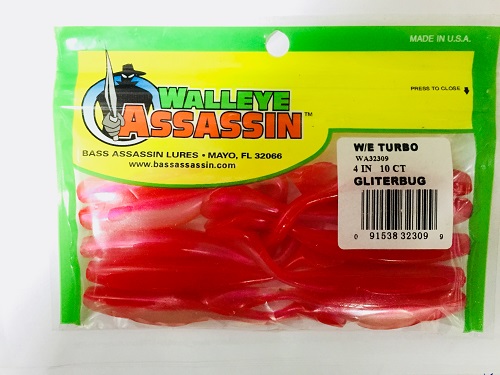 MADE IN U.S.A.
WALLEYE
ASSASSIN™
PRESS TO CLOSE
BASS ASSASSIN LURES • MAYO, FL 32066
www.bassassassin.com
W/E TURBO
WA32309
4 IN 10 CT
GLITERBUG
0 91538 32309 9